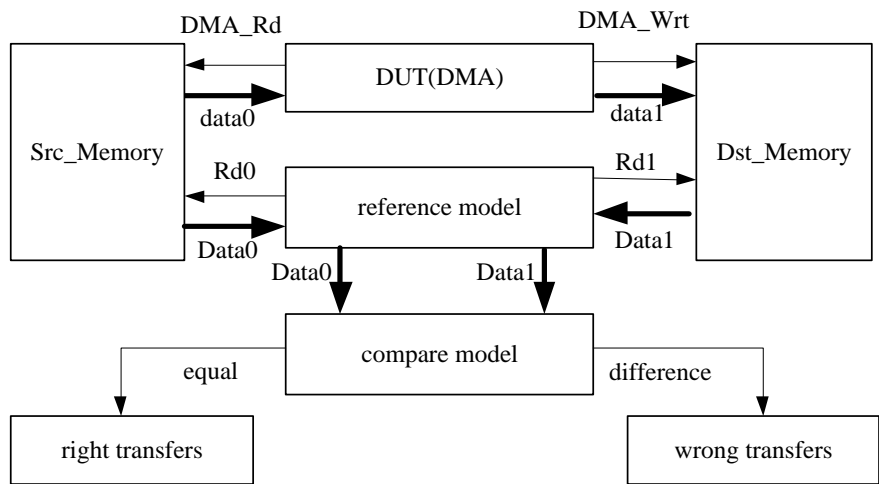 DMA_Rd
DMA_Wrt
DUT(DMA)
data0
data1
Src_Memory
Dst_Memory
Rd0
Rd1
reference model
Data0
Data1
Data0
Data1
compare model
equal
difference
right transfers
wrong transfers